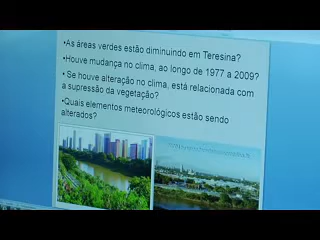 •As áreas verdes estão diminuindo em Teresina?
•Houve mudança no clima, ao longo de 1977 a 2009?
• Se houve alteração no clima, está relacionada com
a supressão da vegetação?
•Quais elementos meteorológicos estão sendo
alterados?